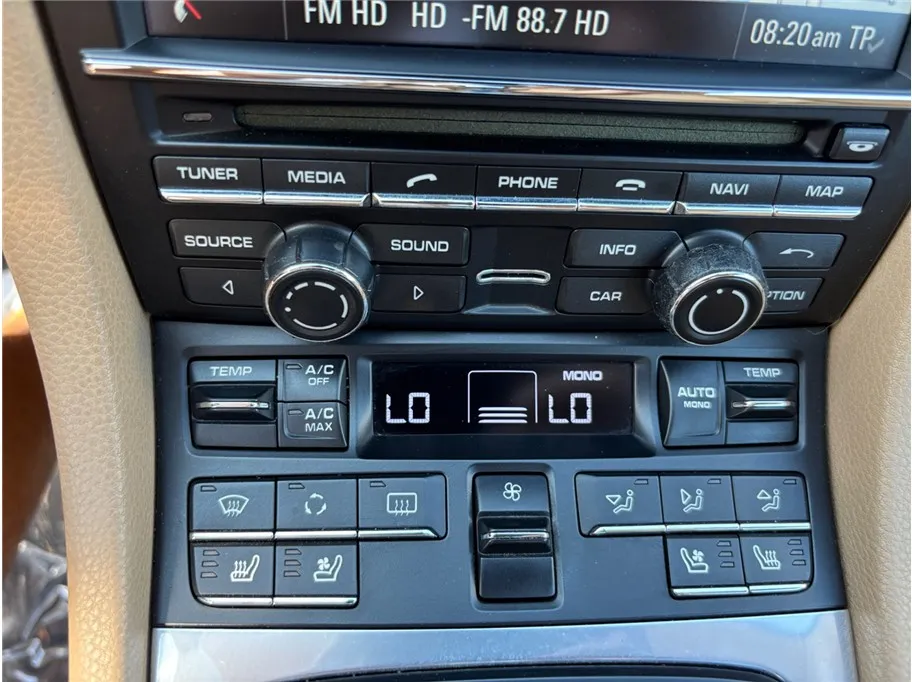 FM HD HD -FM 88.7 HD
08:20am TP
TUNER MEDIA PHONE NAVI MAP
SOURCE SOUND INFO
CAR PTION
TEMP A/C OFF MONO AUTO MONO TEMP
LO LO
A/C MAX